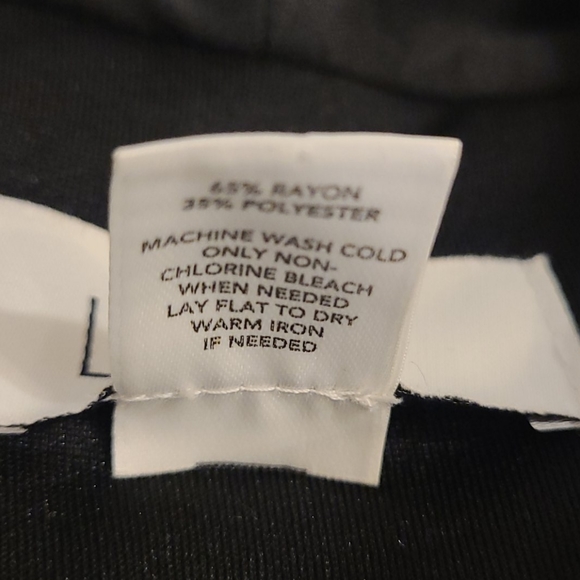 65% RAYON
35% POLYESTER
MACHINE WASH COLD
ONLY NON-
CHLORINE BLEACH
WHEN NEEDED
LAY FLAT TO DRY
WARM IRON
IF NEEDED
L